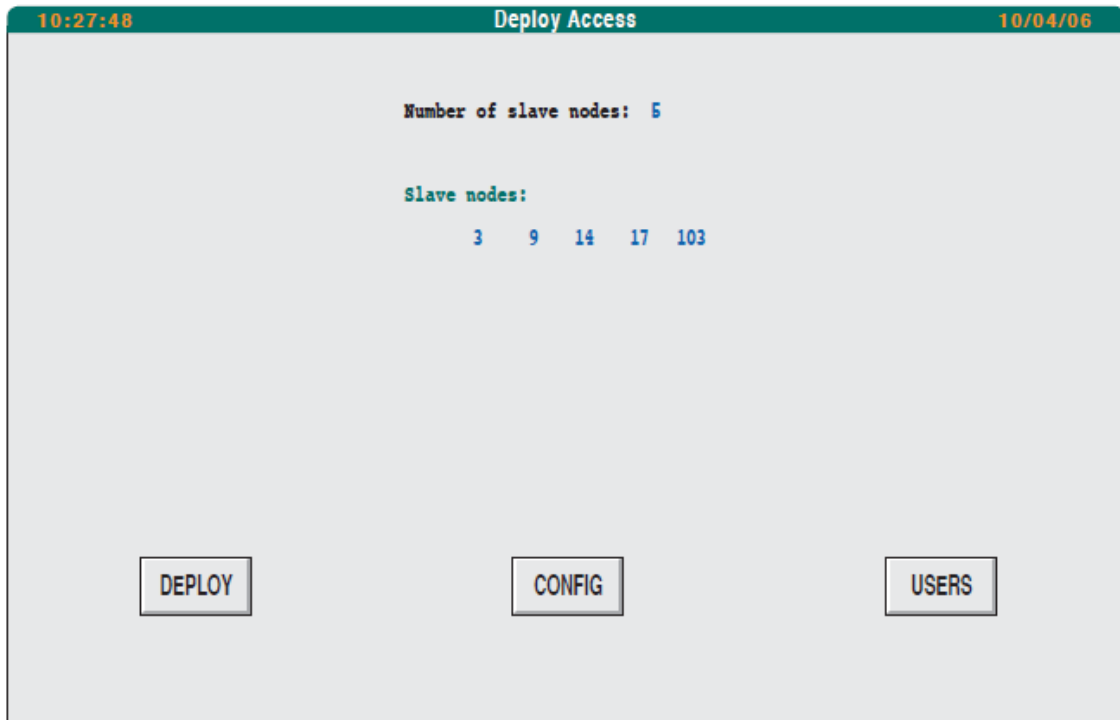 10:27:48 Deploy Access 10/04/06
Number of slave nodes: 5
Slave nodes:
3 9 14 17 103
DEPLOY CONFIG USERS